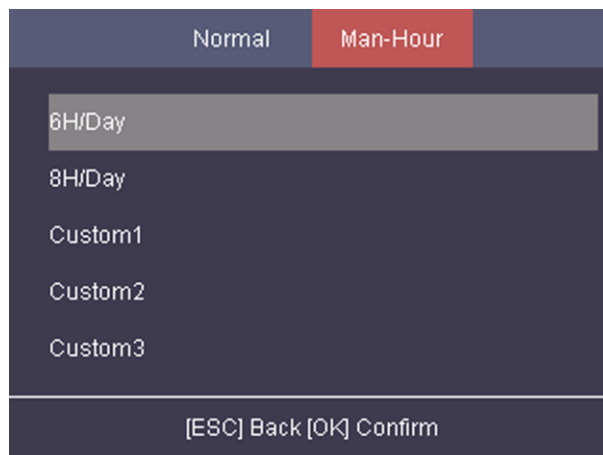 Normal Man-Hour
6H/Day
8H/Day
Custom1
Custom2
Custom3
[ESC] Back [OK] Confirm